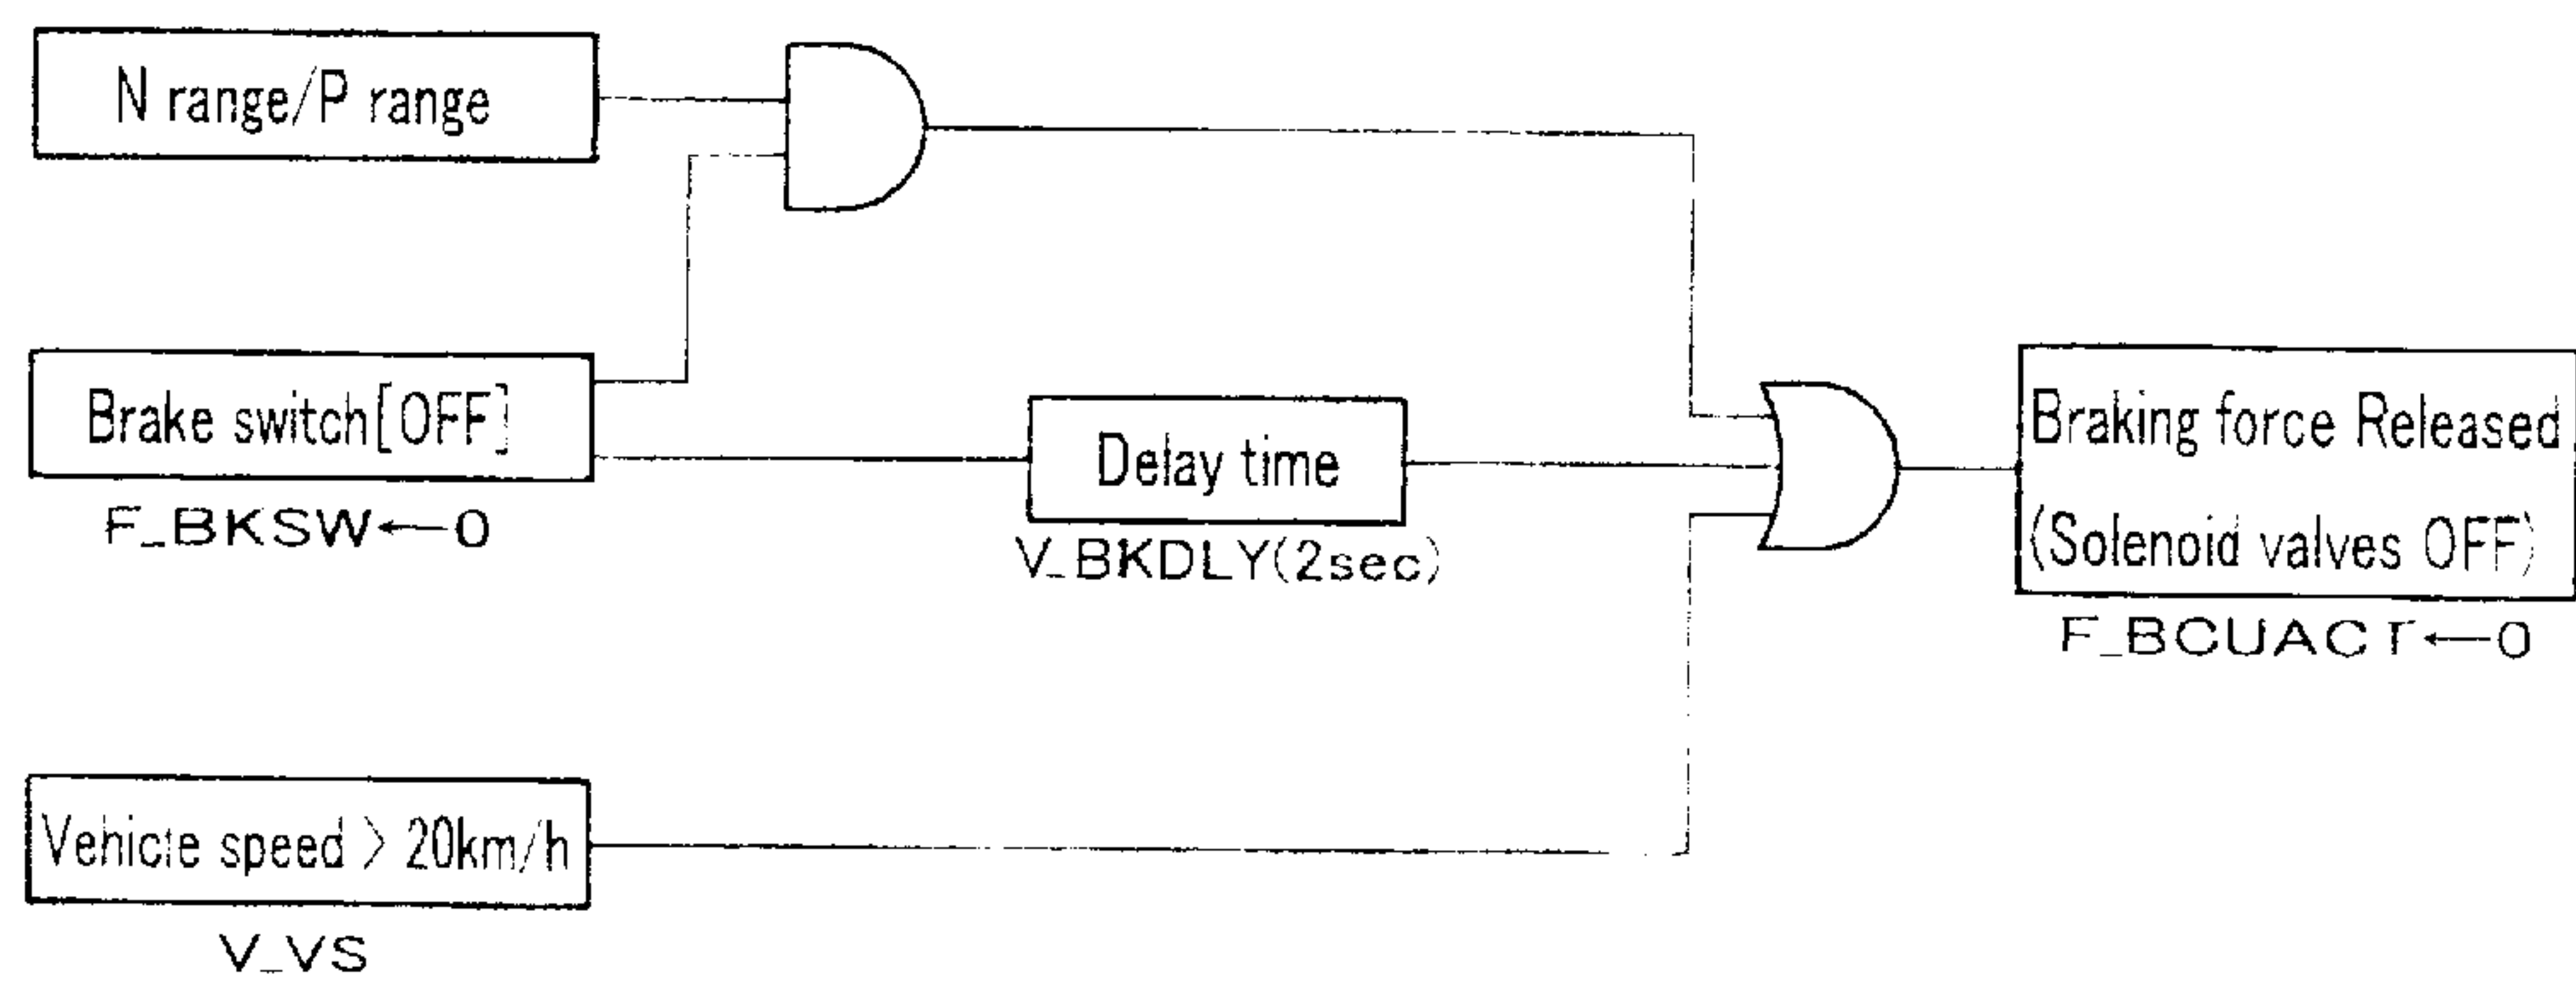 N range/P range
Brake switch[OFF]
F_BKSW←0
Delay time
V_BKDLY(2sec)
Braking force Released
(Solenoid valves OFF)
F_BCUACT←0
Vehicle speed > 20km/h
V_VS